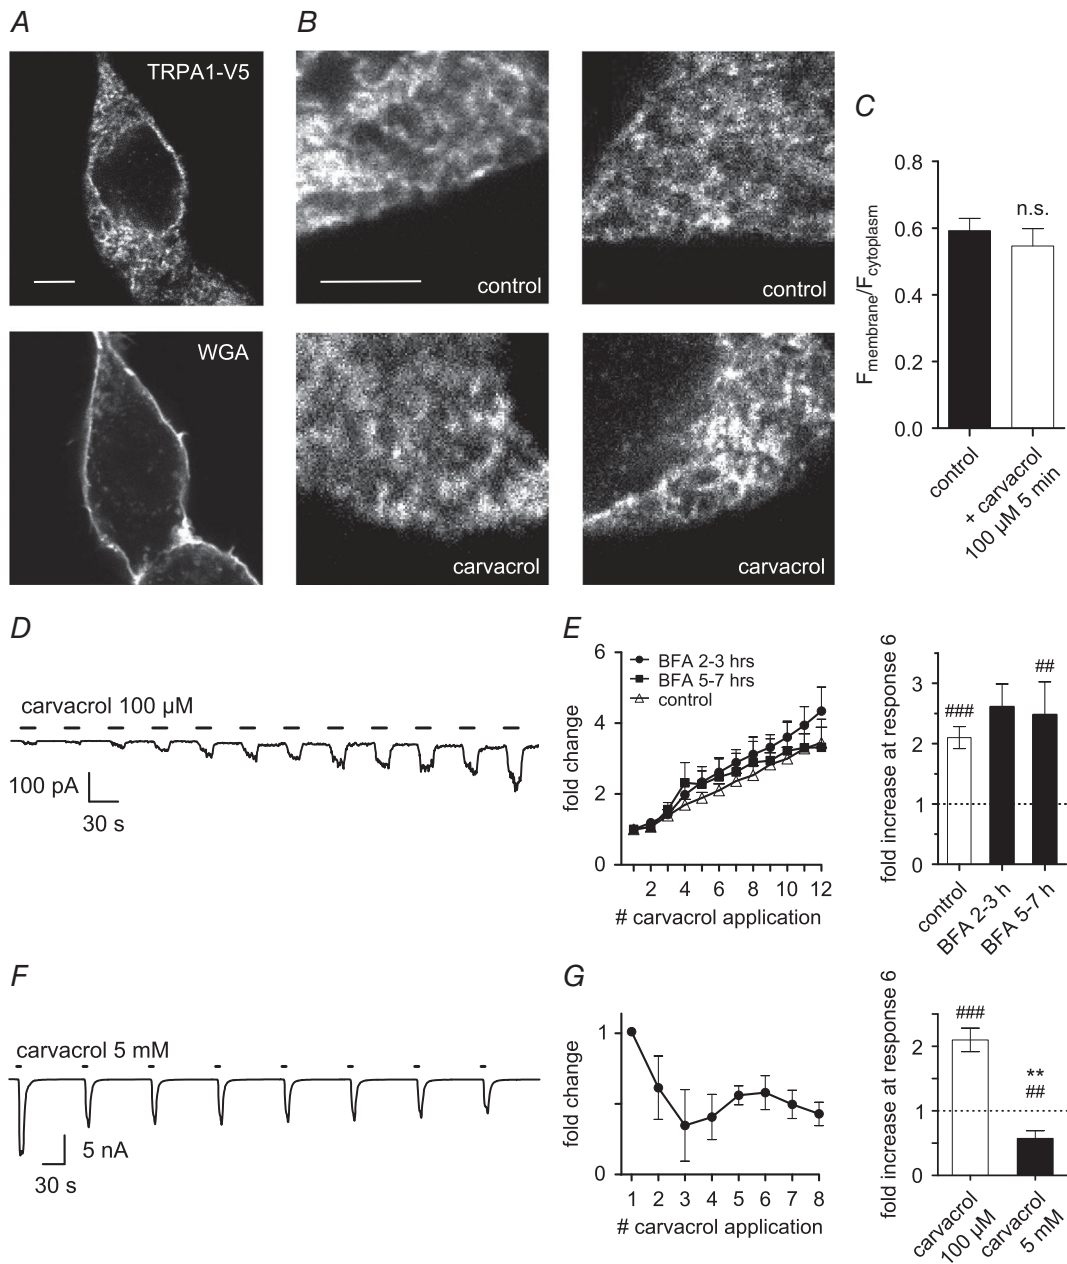 A
B
TRPA1-V5
control
control
C
0.8
0.6
0.4
0.2
0.0
F membrane/F cytoplasm
n.s.
control
+ carvacrol
100 µM 5 min
WGA
carvacrol
carvacrol
D
carvacrol 100 µM
100 pA
30 s
E
6
4
2
0
fold change
BFA 2-3 hrs
BFA 5-7 hrs
control
2 4 6 8 10 12
# carvacrol application
fold increase at response 6
3
2
1
0
###
##
control
BFA 2-3 h
BFA 5-7 h
F
carvacrol 5 mM
5 nA
30 s
G
1
0
fold change
1 2 3 4 5 6 7 8
# carvacrol application
fold increase at response 6
2
1
0
###
**
##
carvacrol
100 µM
carvacrol
5 mM